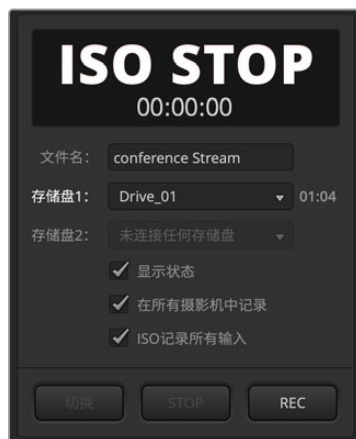 ISO STOP
00:00:00
文件名： conference Stream
存储盘1： Drive_01 01:04
存储盘2： 未连接任何存储盘
显示状态
在所有摄影机中记录
ISO记录所有输入
切换 STOP REC